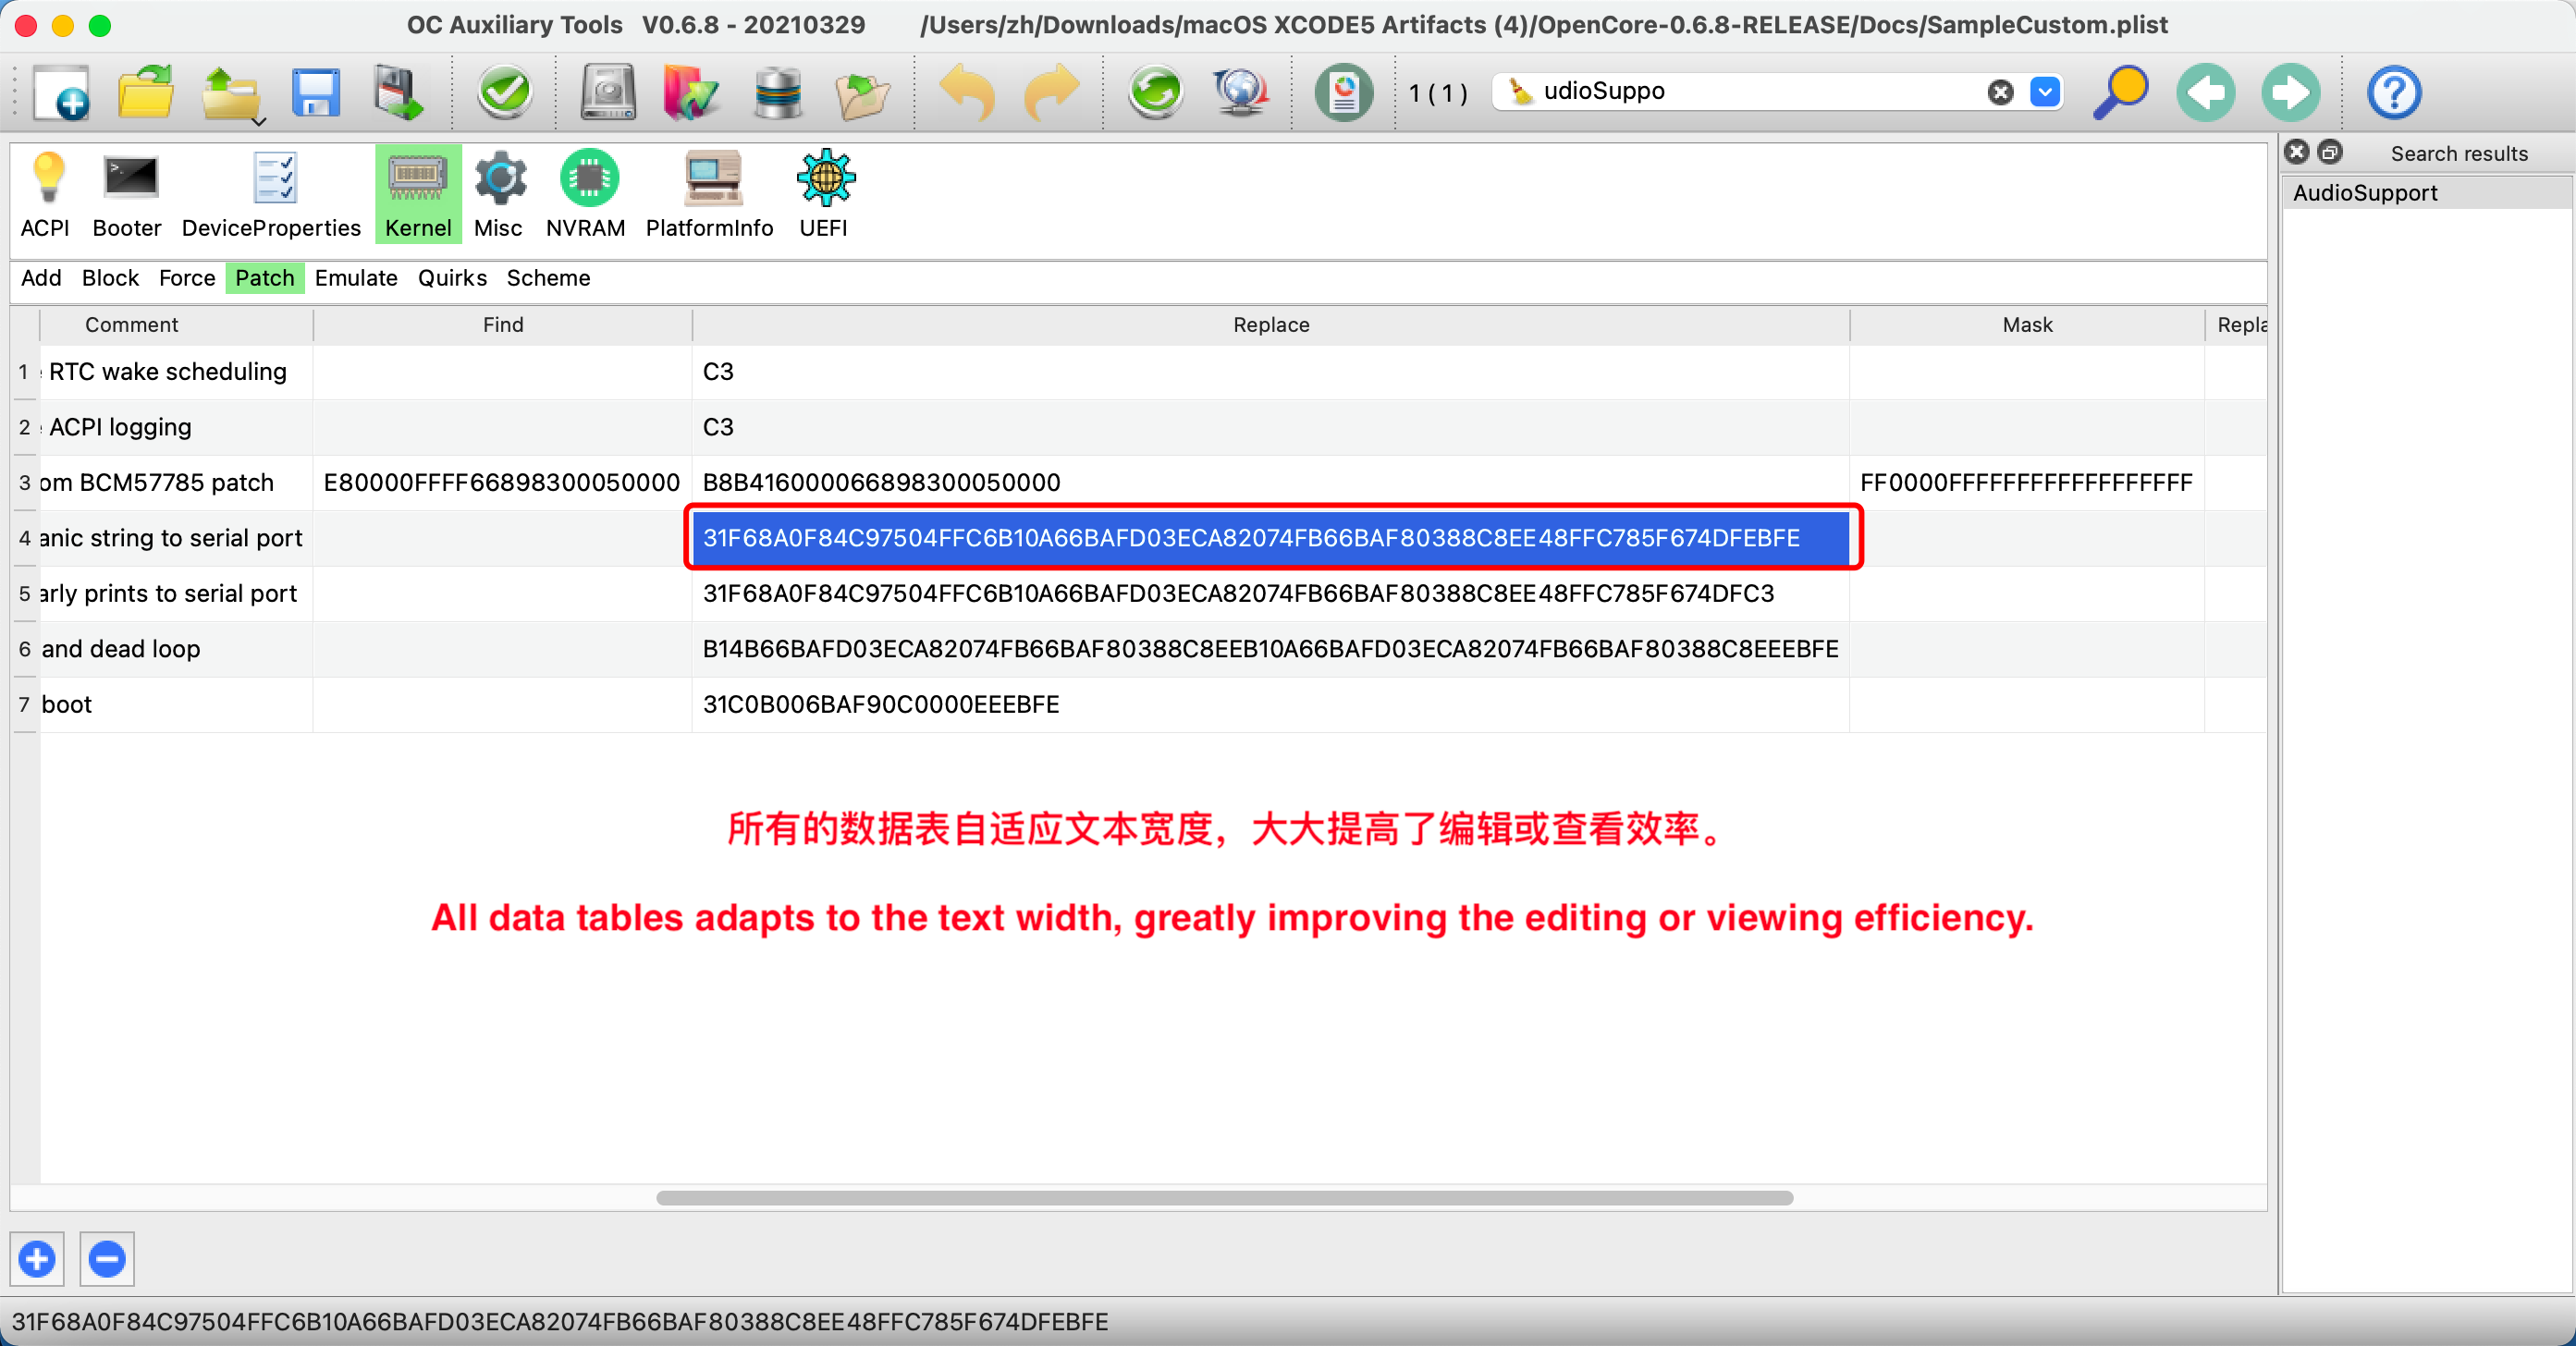 OC Auxiliary Tools V0.6.8 - 20210329 /Users/zh/Downloads/macOS XCODE5 Artifacts (4)/OpenCore-0.6.8-RELEASE/Docs/SampleCustom.plist
1 ( 1 ) udioSuppo
ACPI Booter DeviceProperties Kernel Misc NVRAM PlatformInfo UEFI
Search results
AudioSupport
Add Block Force Patch Emulate Quirks Scheme
Comment Find Replace Mask Repla
1 RTC wake scheduling C3
2 ACPI logging C3
3 om BCM57785 patch E80000FFFF66898300050000 B8B416000066898300050000 FF0000FFFFFFFFFFFFFFFFFF
4 anic string to serial port 31F68A0F84C97504FFC6B10A66BAFD03ECA82074FB66BAF80388C8EE48FFC785F674DFEBFE
5 arly prints to serial port 31F68A0F84C97504FFC6B10A66BAFD03ECA82074FB66BAF80388C8EE48FFC785F674DFC3
6 and dead loop B14B66BAFD03ECA82074FB66BAF80388C8EEB10A66BAFD03ECA82074FB66BAF80388C8EEEBFE
7 boot 31C0B006BAF90C0000EEEBFE
所有的数据表自适应文本宽度，大大提高了编辑或查看效率。
All data tables adapts to the text width, greatly improving the editing or viewing efficiency.
31F68A0F84C97504FFC6B10A66BAFD03ECA82074FB66BAF80388C8EE48FFC785F674DFEBFE